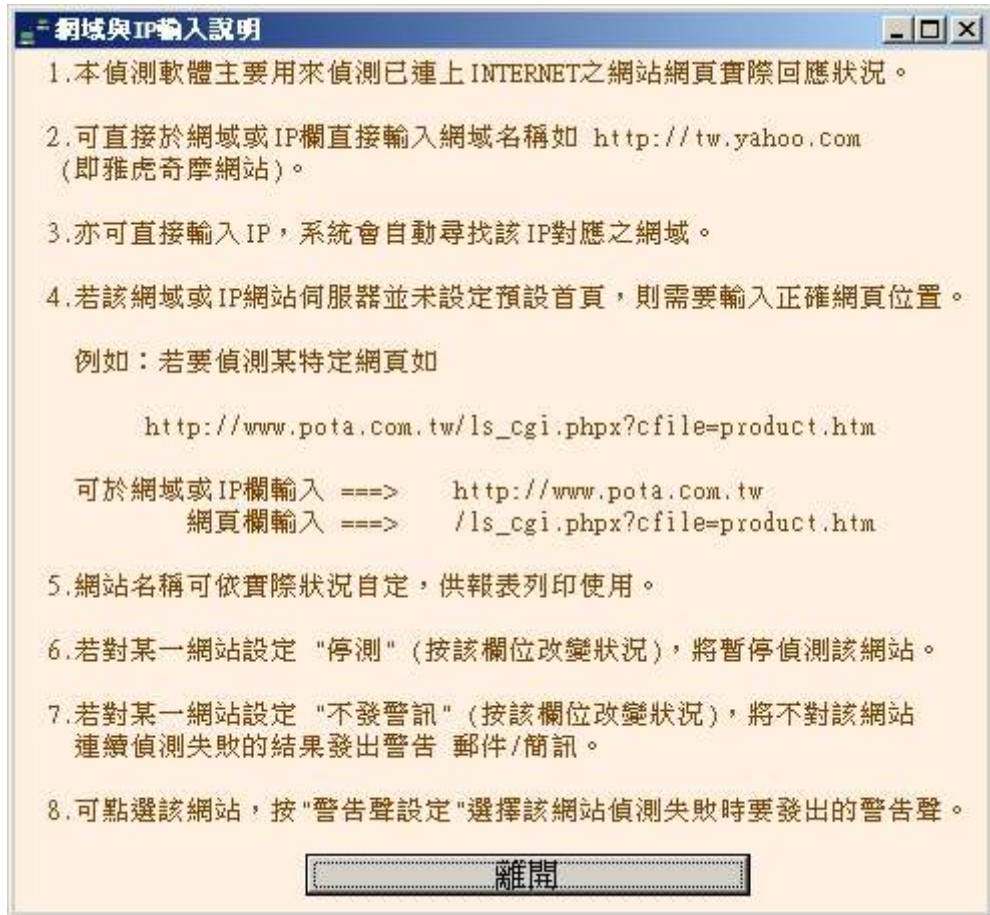 網域與IP輸入說明
1.本偵測軟體主要用來偵測已連上INTERNET之網站網頁實際回應狀況。
2.可直接於網域或IP欄直接輸入網域名稱如 http://tw.yahoo.com
(即雅虎奇摩網站)。
3.亦可直接輸入IP，系統會自動尋找該IP對應之網域。
4.若該網域或IP網站伺服器並未設定預設首頁，則需要輸入正確網頁位置。
例如：若要偵測某特定網頁如
http://www.pota.com.tw/ls_cgi.phpx?cfile=product.htm
可於網域或IP欄輸入 ===> http://www.pota.com.tw
網頁欄輸入 ===> /ls_cgi.phpx?cfile=product.htm
5.網站名稱可依實際狀況自定，供報表列印使用。
6.若對某一網站設定 "停測" (按該欄位改變狀況)，將暫停偵測該網站。
7.若對某一網站設定 "不發警訊" (按該欄位改變狀況)，將不對該網站
連續偵測失敗的結果發出警告 郵件/簡訊。
8.可點選該網站，按"警告聲設定"選擇該網站偵測失敗時要發出的警告聲。
離開